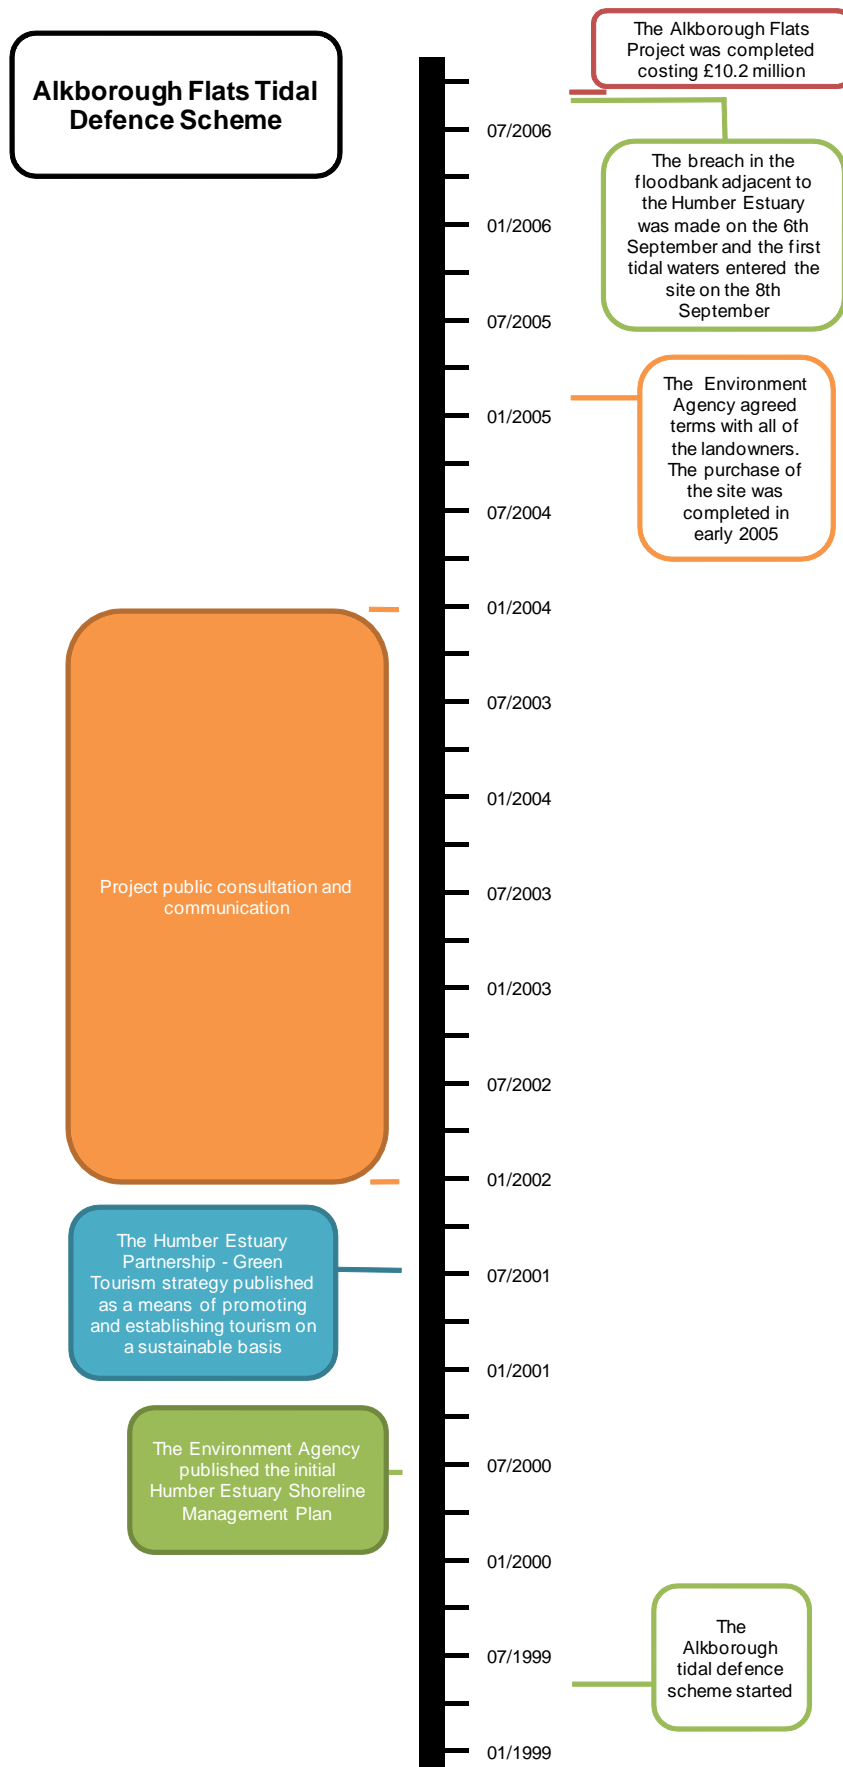 Alkborough Flats Tidal
Defence Scheme
The Alkborough Flats
Project was completed
costing £10.2 million
07/2006
The breach in the
floodbank adjacent to
the Humber Estuary
was made on the 6th
September and the first
tidal waters entered the
site on the 8th
September
01/2006
07/2005
The Environment
Agency agreed
terms with all of
the landowners.
The purchase of
the site was
completed in
early 2005
01/2005
07/2004
01/2004
07/2003
01/2004
Project public consultation and
communication
07/2003
01/2003
07/2002
01/2002
The Humber Estuary
Partnership - Green
Tourism strategy published
as a means of promoting
and establishing tourism on
a sustainable basis
07/2001
01/2001
The Environment Agency
published the initial
Humber Estuary Shoreline
Management Plan
07/2000
01/2000
The
Alkborough
tidal defence
scheme started
07/1999
01/1999